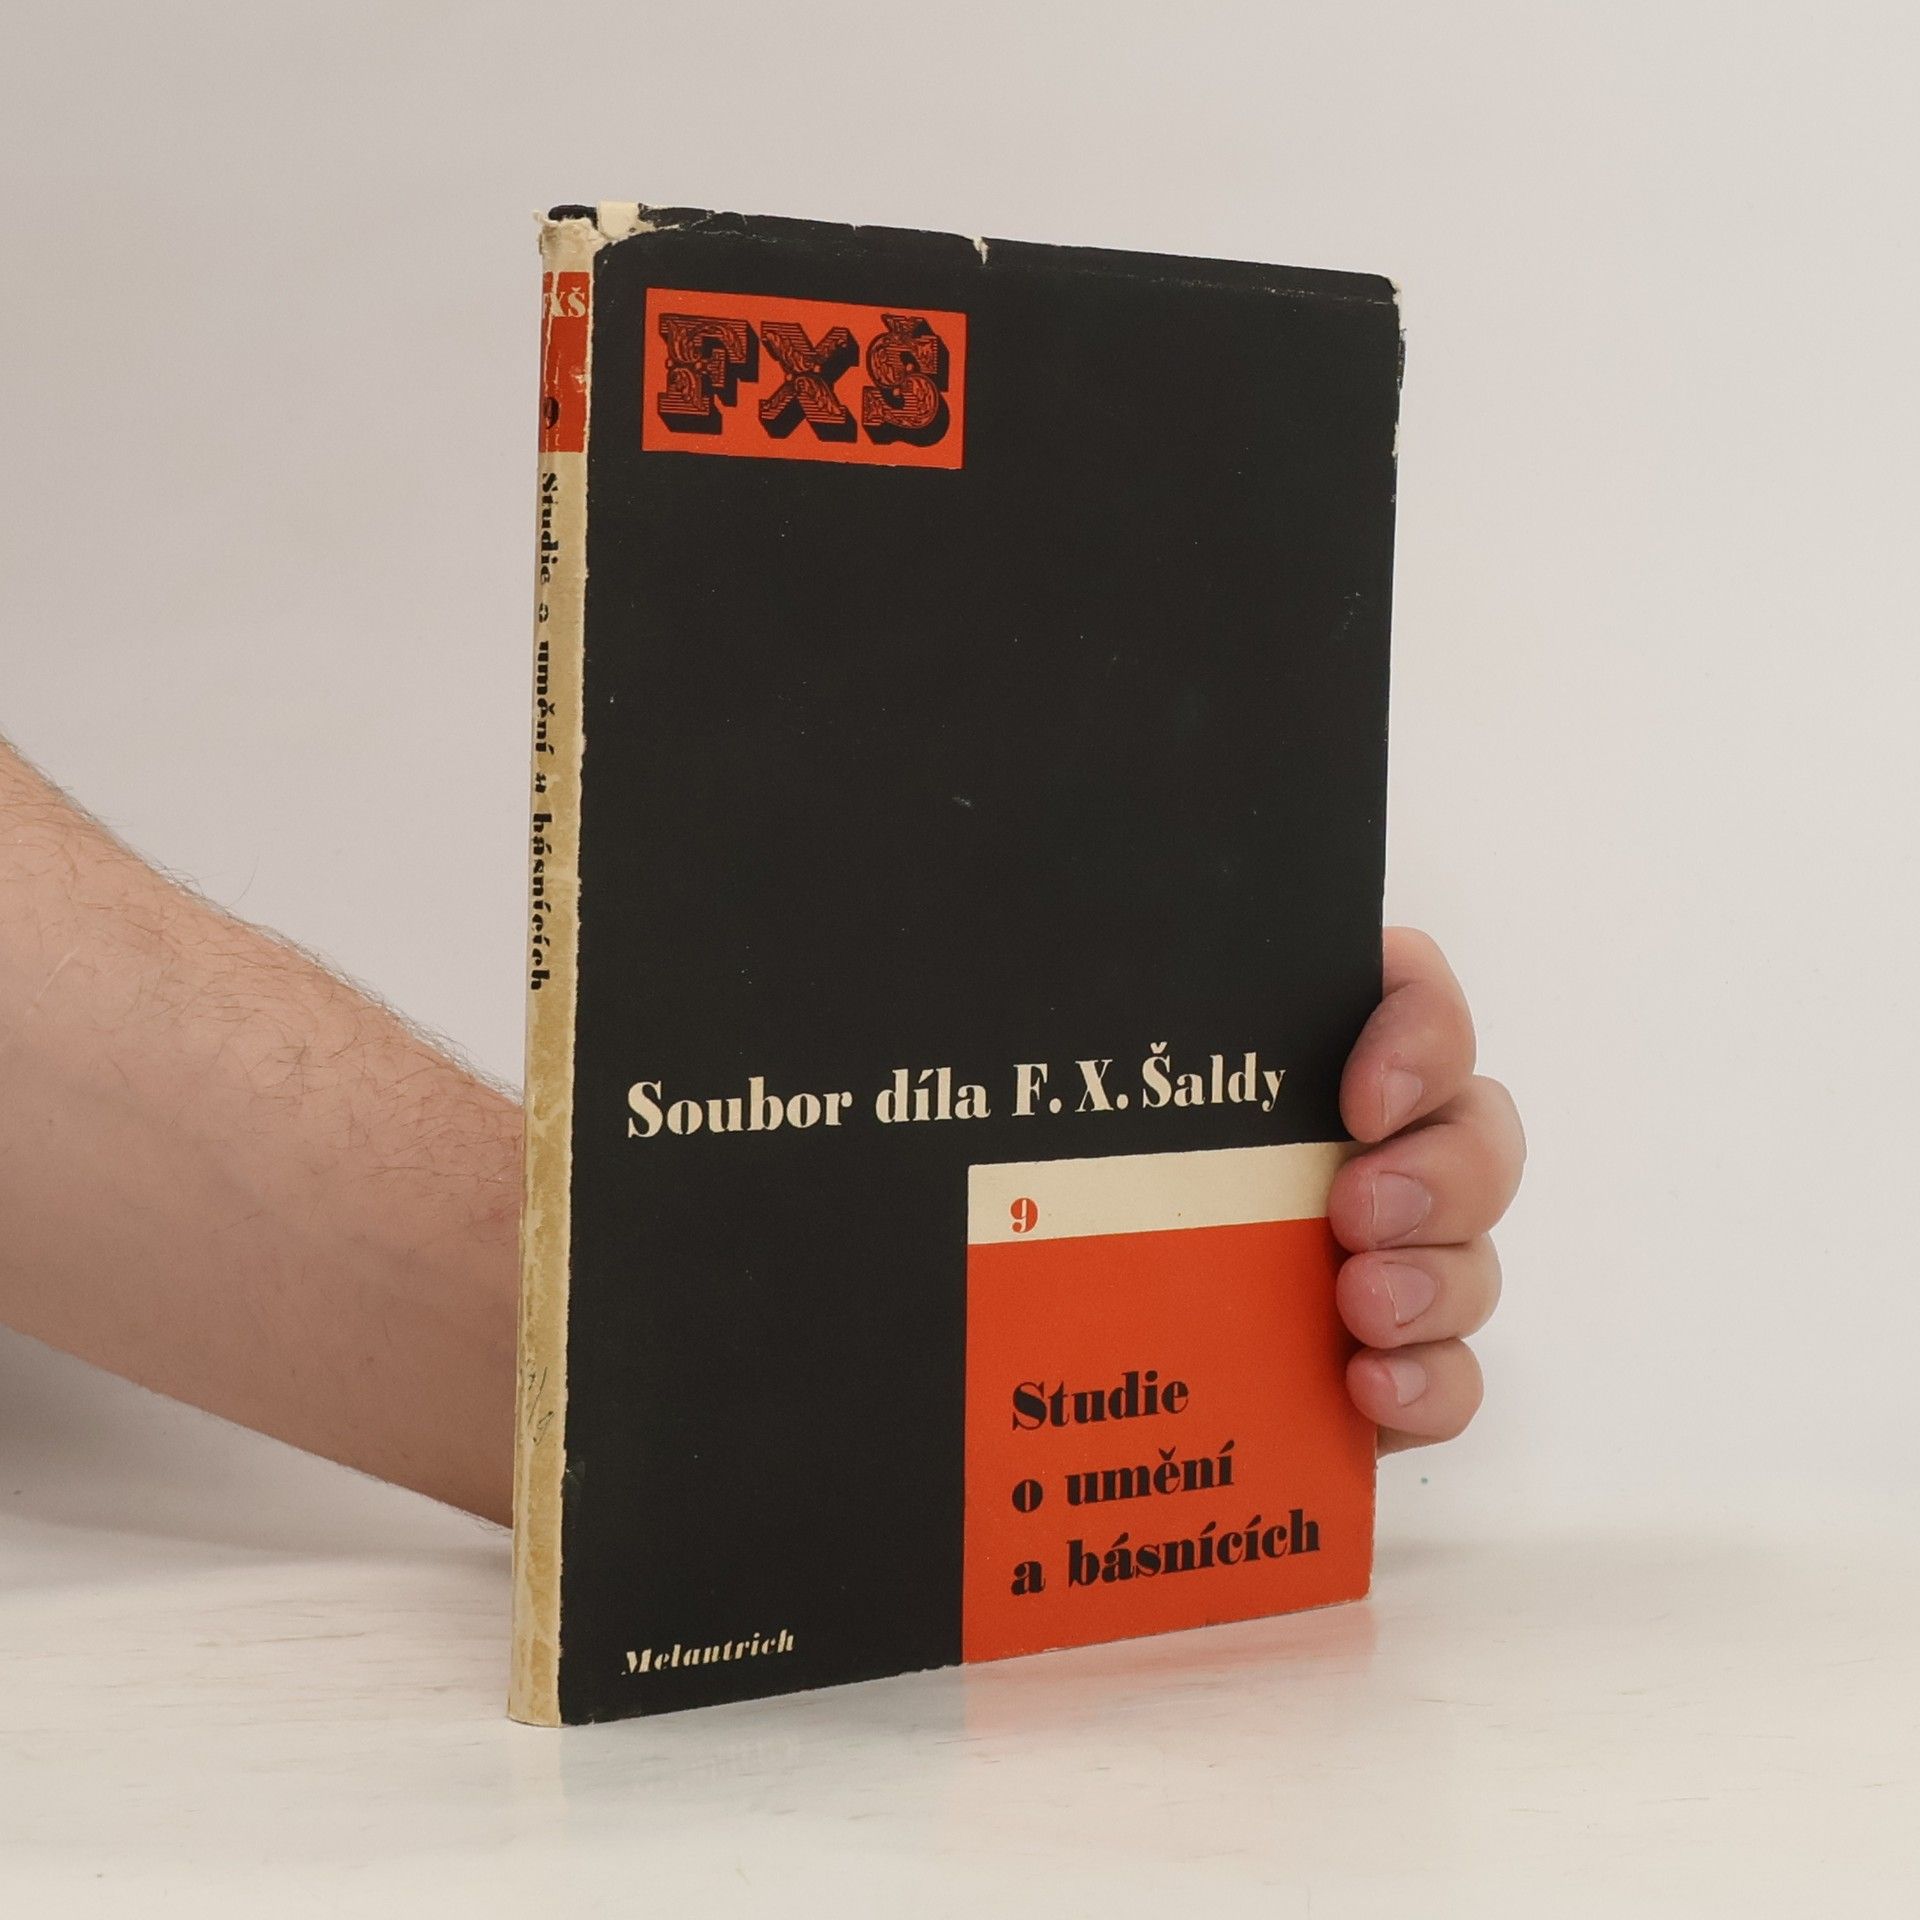 FXŠ
9
Studie o umění a básnících
FXŠ
Soubor díla F. X. Šaldy
9
Studie
o umění
a básnících
Melantrich